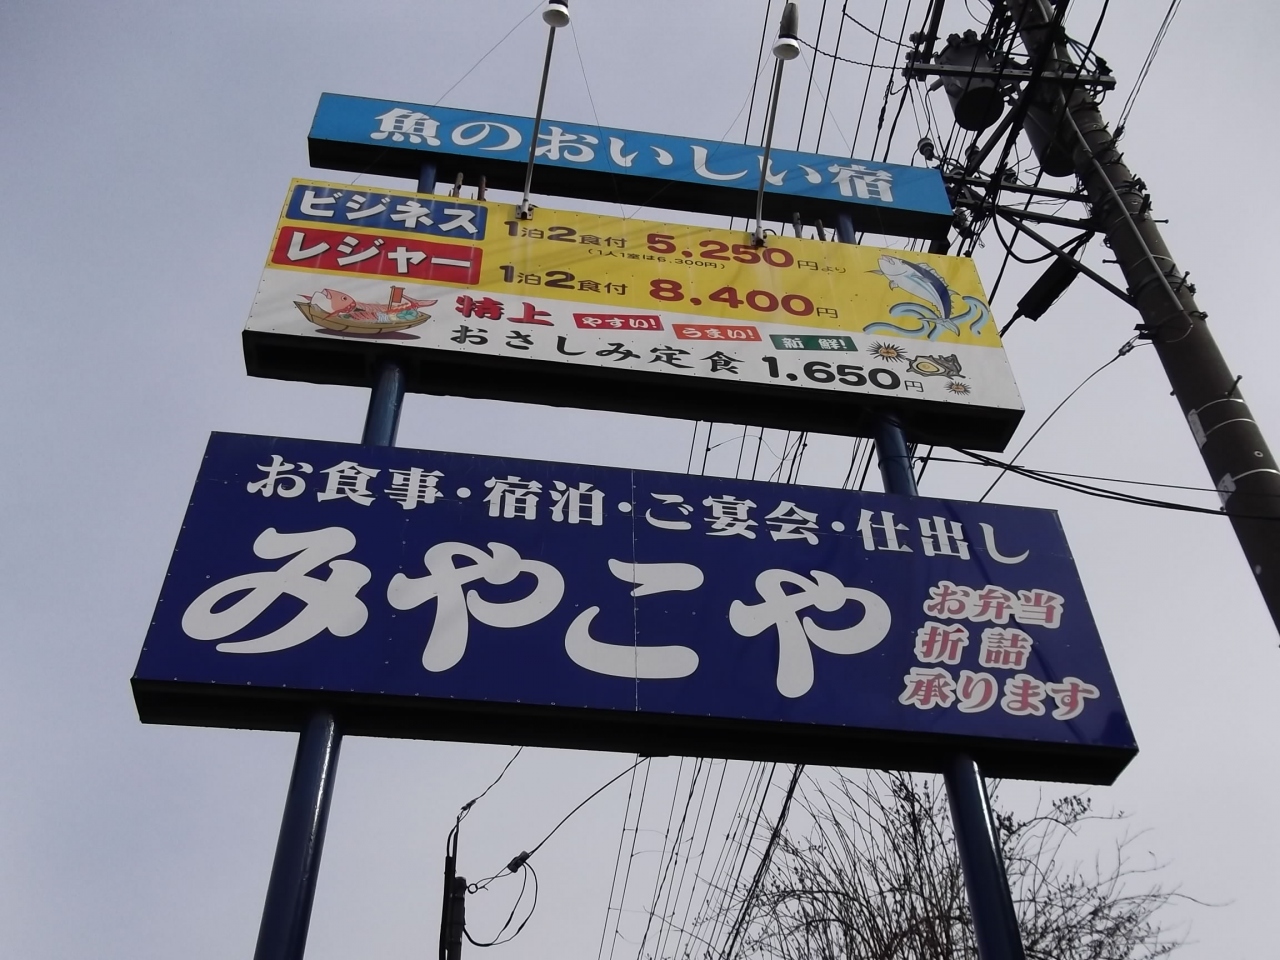 魚のおいしい宿
ビジネス 1泊2食付 5,250円より
(1人1室は6,300円)
レジャー 1泊2食付 8,400円
特上 やすい! うまい! 新鮮!
おさしみ定食 1,650円
お食事・宿泊・ご宴会・仕出し
みやこや
お弁当
折詰
承ります